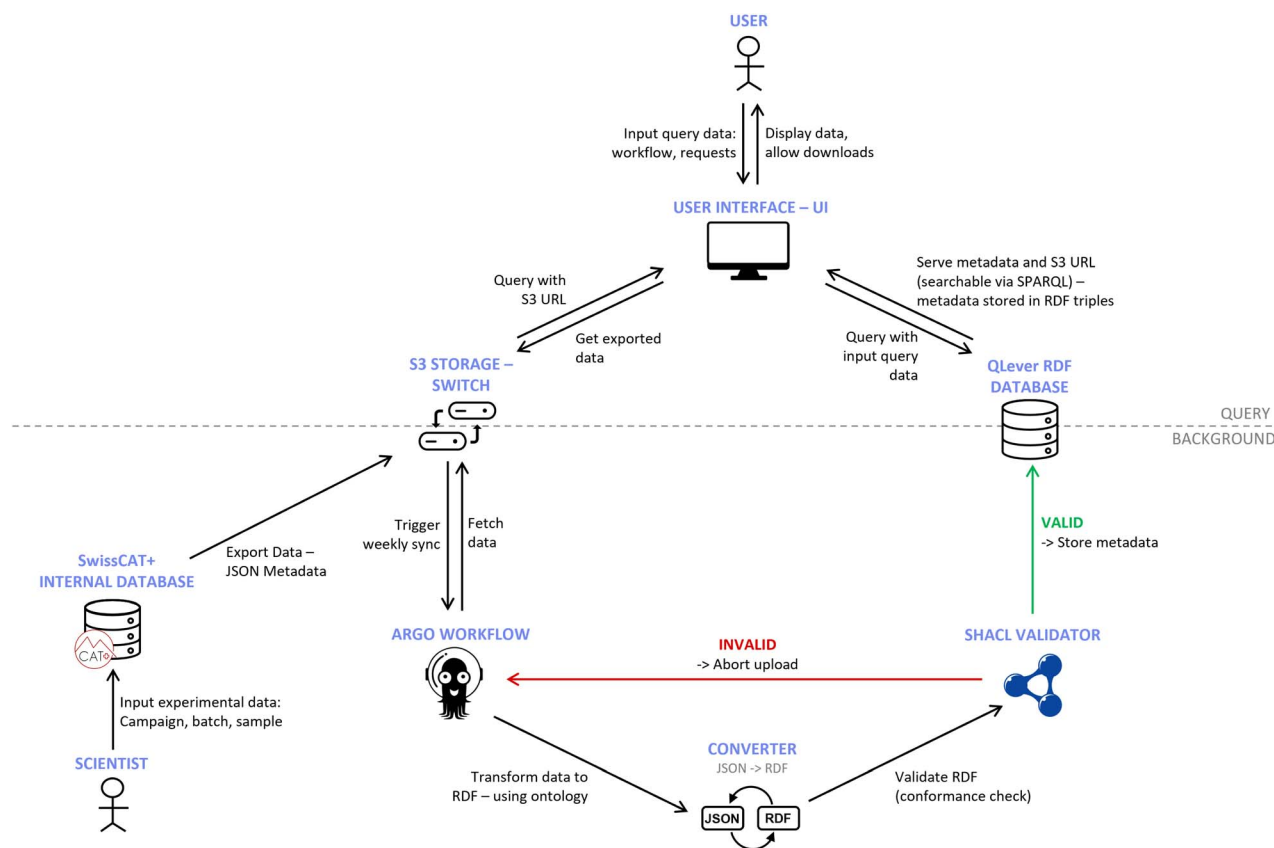 USER
Input query data:
workflow, requests
Display data,
allow downloads
USER INTERFACE – UI
Query with
S3 URL
Serve metadata and S3 URL
(searchable via SPARQL) –
metadata stored in RDF triples
Get exported
data
Query with
input query
data
S3 STORAGE –
SWITCH
QLever RDF
DATABASE
QUERY
BACKGROUND
Trigger
weekly sync
Fetch
data
VALID
-> Store metadata
Export Data –
JSON Metadata
SwissCAT+
INTERNAL DATABASE
CAT+
ARGO WORKFLOW
INVALID
-> Abort upload
SHACL VALIDATOR
Input experimental data:
Campaign, batch, sample
SCIENTIST
Transform data to
RDF – using ontology
CONVERTER
JSON -> RDF
JSON
RDF
Validate RDF
(conformance check)